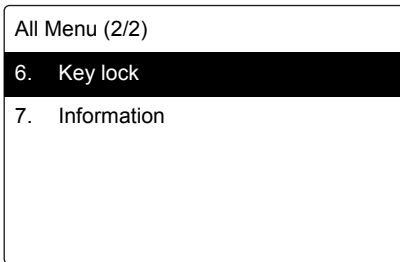 All Menu (2/2)
6. Key lock
7. Information